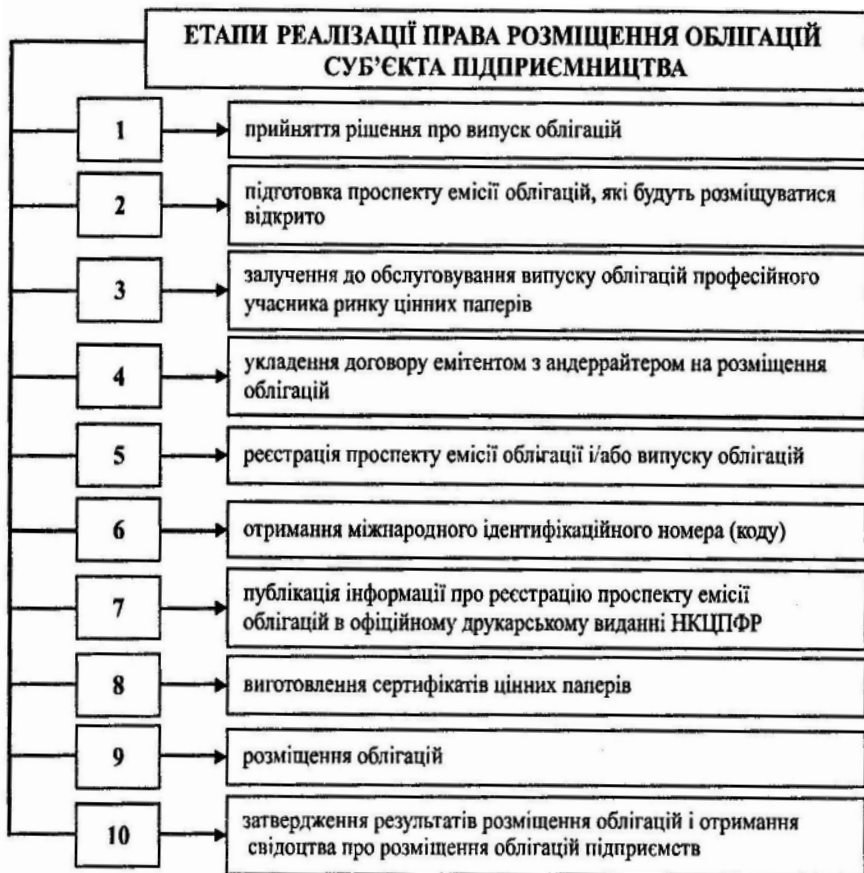 ЕТАПИ РЕАЛІЗАЦІЇ ПРАВА РОЗМІЩЕННЯ ОБЛІГАЦІЙ
СУБ'ЄКТА ПІДПРИЄМНИЦТВА
1
прийняття рішення про випуск облігацій
2
підготовка проспекту емісії облігацій, які будуть розміщуватися
відкрито
3
залучення до обслуговування випуску облігацій професійного
учасника ринку цінних паперів
4
укладення договору емітентом з андеррайтером на розміщення
облігацій
5
реєстрація проспекту емісії облігації і/або випуску облігацій
6
отримання міжнародного ідентифікаційного номера (коду)
7
публікація інформації про реєстрацію проспекту емісії
облігацій в офіційному друкарському виданні НКЦПФР
8
виготовлення сертифікатів цінних паперів
9
розміщення облігацій
10
затвердження результатів розміщення облігацій і отримання
свідоцтва про розміщення облігацій підприємств